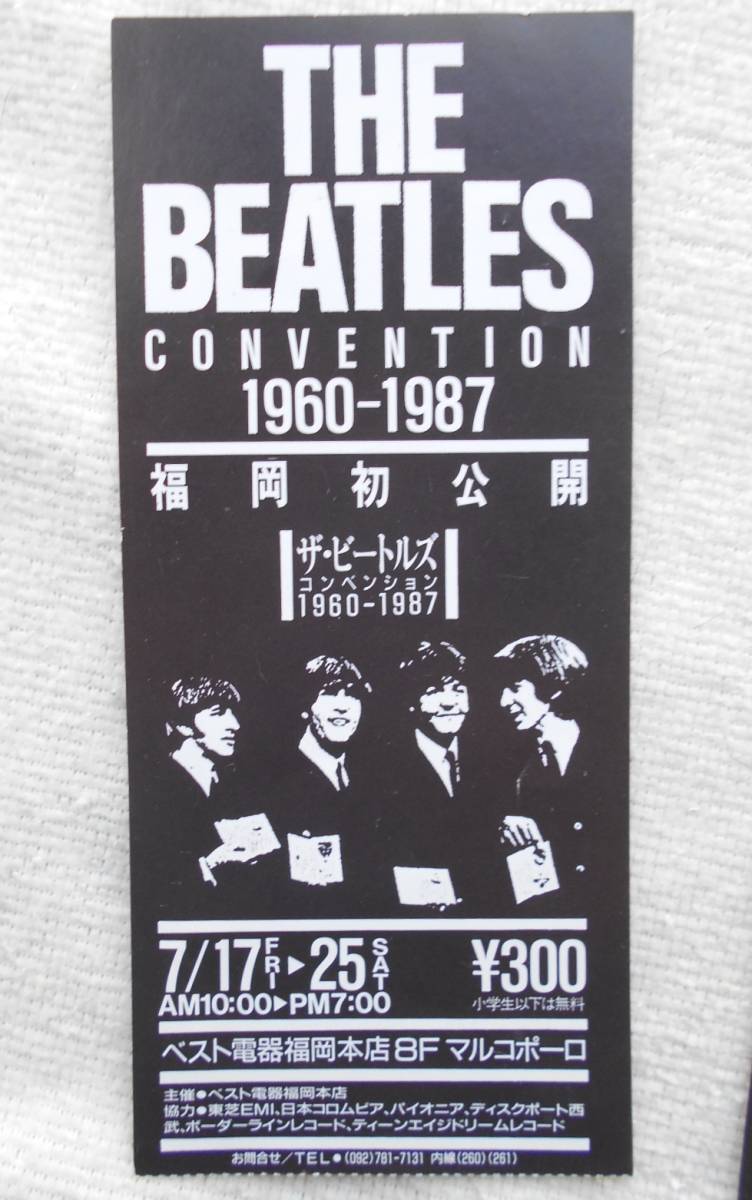 THE
BEATLES
CONVENTION
1960-1987
福岡初公開
ザ・ビートルズ
コンベンション
1960-1987
7/17 FRI ▶ 25 SAT
AM10:00▶PM7:00
¥300
小学生以下は無料
ベスト電器福岡本店8F マルコポーロ
主催●ベスト電器福岡本店
協力●東芝EMI、日本コロムビア、パイオニア、ディスクポート西
武、ボーダーラインレコード、ティーンエイジドリームレコード
お問合せ/TEL●(092)781-7131 内線(260)(261)